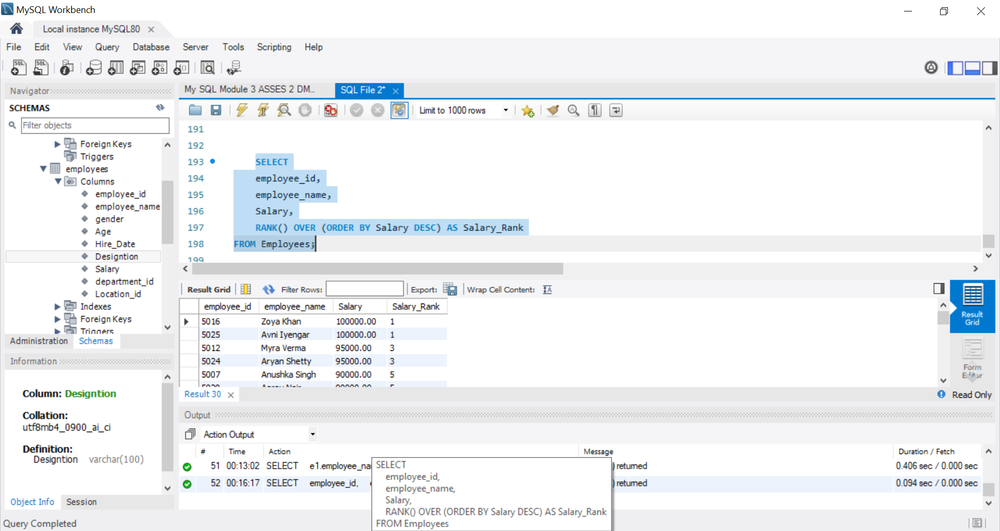 MySQL Workbench
Local instance MySQL80
File Edit View Query Database Server Tools Scripting Help
Navigator
SCHEMAS
Filter objects
Foreign Keys
Triggers
employees
Columns
employee_id
employee_name
gender
Age
Hire_Date
Designtion
Salary
department_id
Location_id
Indexes
Foreign Keys
Triggers
Administration Schemas
Information
Column: Designtion
Collation:
utf8mb4_0900_ai_ci
Definition:
Designtion varchar(100)
Object Info Session
Query Completed
My SQL Module 3 ASSES 2 DM... SQL File 2*
Limit to 1000 rows
191
192
193 SELECT
194 employee_id,
195 employee_name,
196 Salary,
197 RANK() OVER (ORDER BY Salary DESC) AS Salary_Rank
198 FROM Employees;
199
Result Grid Filter Rows: Export: Wrap Cell Content:
employee_id employee_name Salary Salary_Rank
5016 Zoya Khan 100000.00 1
5025 Avni Iyengar 100000.00 1
5012 Myra Verma 95000.00 3
5024 Aryan Shetty 95000.00 3
5007 Anushka Singh 90000.00 5
Result
Grid
Form
Editor
Result 30
Read Only
Output
Action Output
# Time Action Message Duration / Fetch
51 00:13:02 SELECT e1.employee_na ) returned 0.406 sec / 0.000 sec
52 00:16:17 SELECT employee_id, ) returned 0.094 sec / 0.000 sec
SELECT
employee_id,
employee_name,
Salary,
RANK() OVER (ORDER BY Salary DESC) AS Salary_Rank
FROM Employees